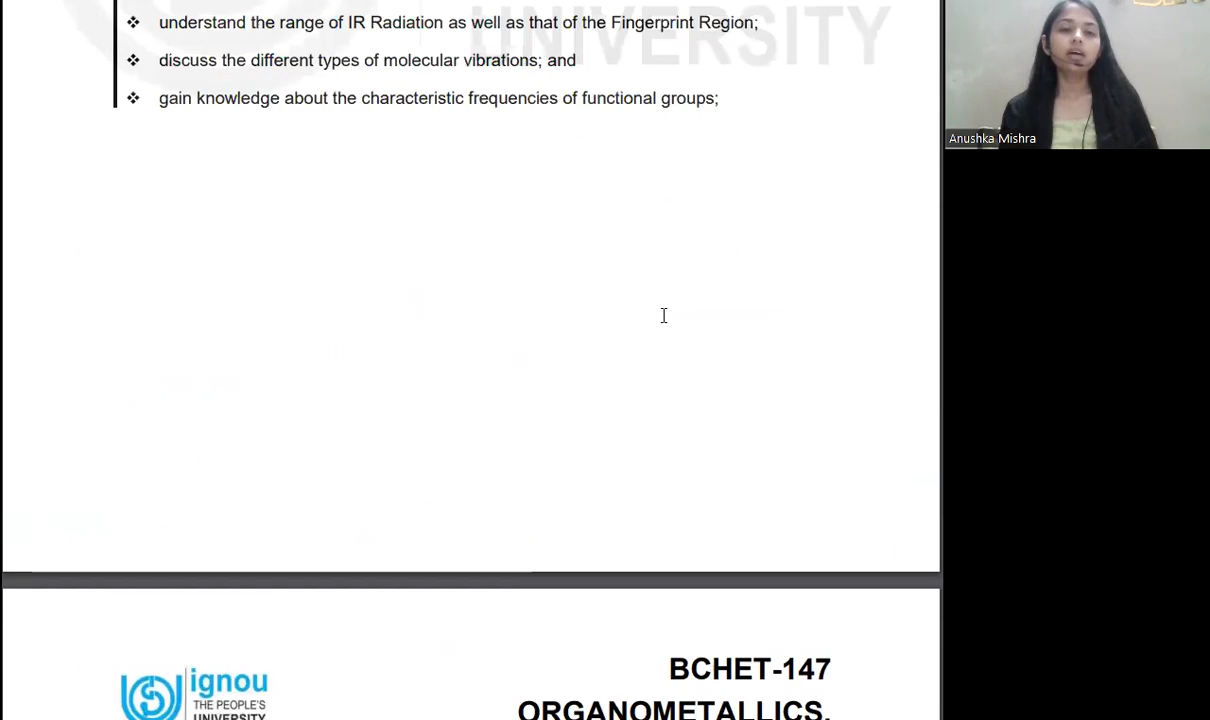 ❖ understand the range of IR Radiation as well as that of the Fingerprint Region;
UNIVERSITY
❖ discuss the different types of molecular vibrations; and
❖ gain knowledge about the characteristic frequencies of functional groups;
Anushka Mishra
BCHET-147
ignou
THE PEOPLE'S
UNIVERSITY
ORGANOMETALLICS,